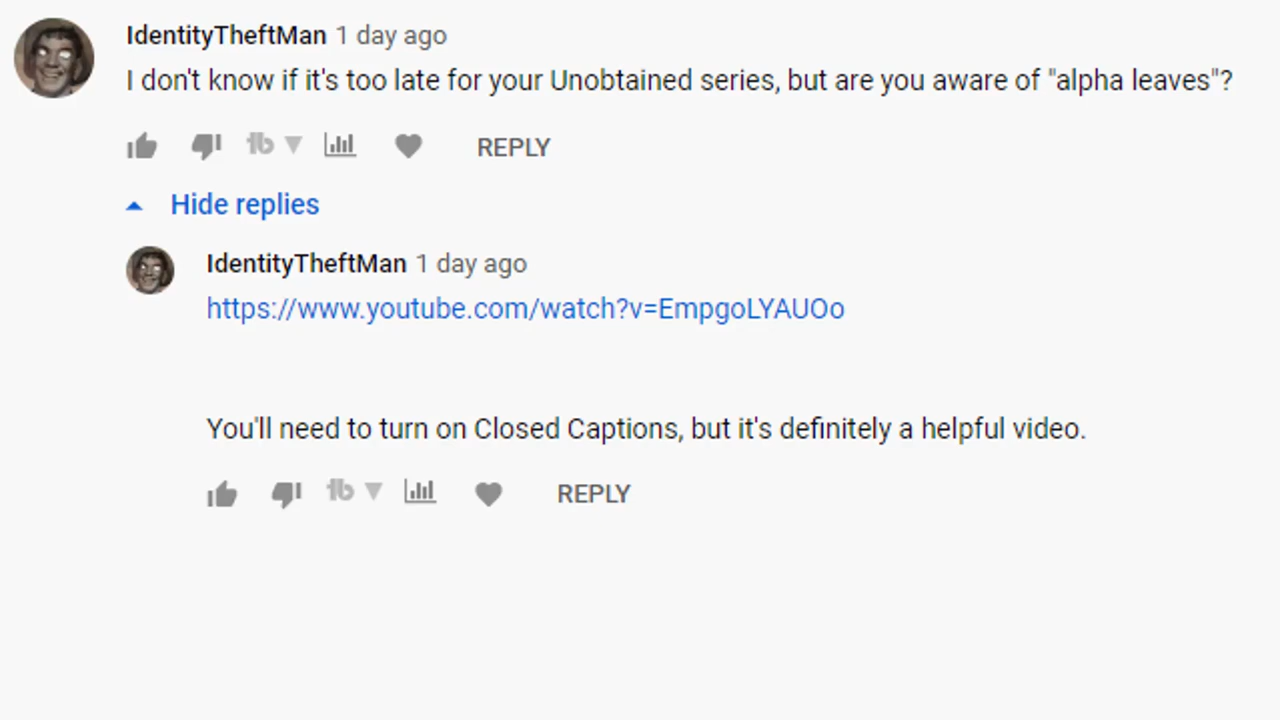 IdentityTheftMan 1 day ago
I don't know if it's too late for your Unobtained series, but are you aware of "alpha leaves"?
tb REPLY
Hide replies
IdentityTheftMan 1 day ago
https://www.youtube.com/watch?v=EmpgoLYAUOo
You'll need to turn on Closed Captions, but it's definitely a helpful video.
tb REPLY